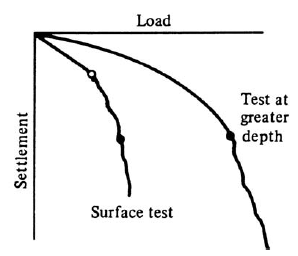 Load
Settlement
Test at
greater
depth
Surface test